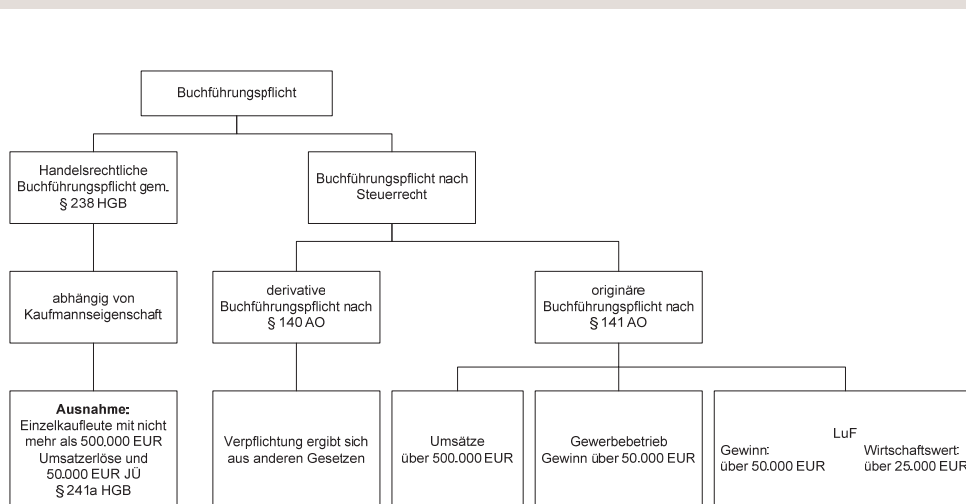 Buchführungspflicht
Handelsrechtliche
Buchführungspflicht gem.
§ 238 HGB
Buchführungspflicht nach
Steuerrecht
abhängig von
Kaufmannseigenschaft
derivative
Buchführungspflicht nach
§ 140 AO
originäre
Buchführungspflicht nach
§ 141 AO
Ausnahme:
Einzelkaufleute mit nicht
mehr als 500.000 EUR
Umsatzerlöse und
50.000 EUR JÜ
§ 241a HGB
Verpflichtung ergibt sich
aus anderen Gesetzen
Umsätze
über 500.000 EUR
Gewerbebetrieb
Gewinn über 50.000 EUR
LuF
Gewinn:
über 50.000 EUR
Wirtschaftswert:
über 25.000 EUR